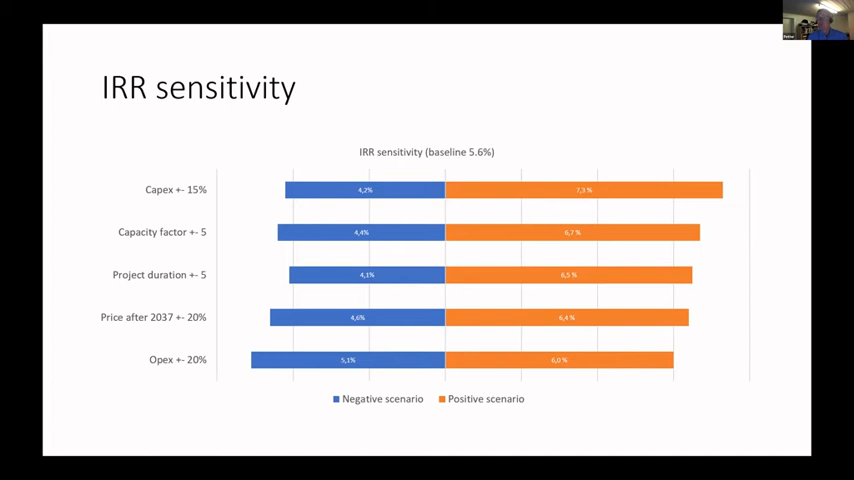 IRR sensitivity
IRR sensitivity (baseline 5.6%)
Capex +- 15%
4,2%
7,3 %
Capacity factor +- 5
4,4%
6,7 %
Project duration +- 5
4,1%
6,5 %
Price after 2037 +- 20%
4,6%
6,4 %
Opex +- 20%
5,1%
6,0 %
Negative scenario
Positive scenario